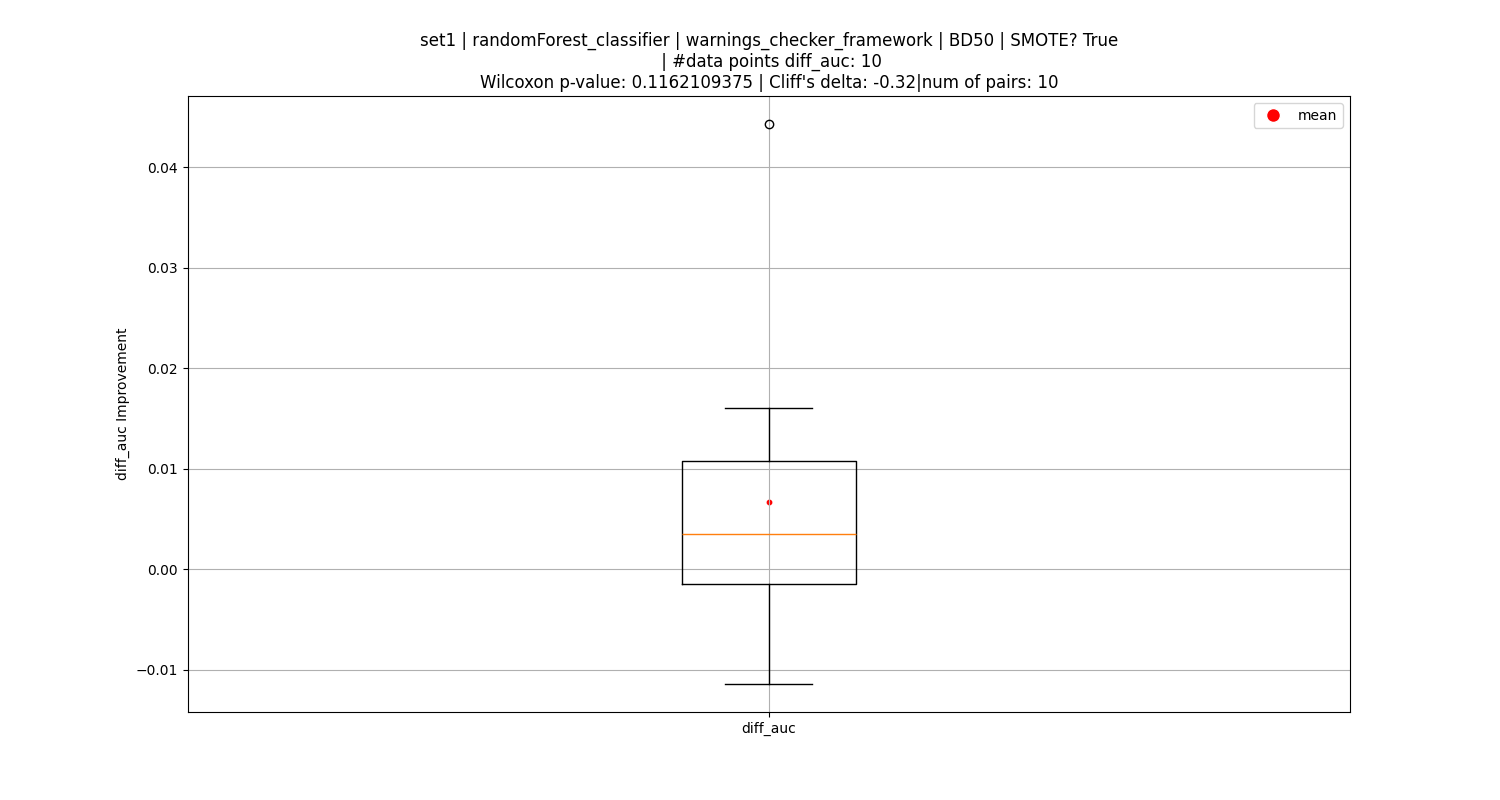 set1 | randomForest_classifier | warnings_checker_framework | BD50 | SMOTE? True
| #data points diff_auc: 10
Wilcoxon p-value: 0.1162109375 | Cliff's delta: -0.32|num of pairs: 10
mean
0.04
0.03
0.02
0.01
0.00
−0.01
diff_auc Improvement
diff_auc